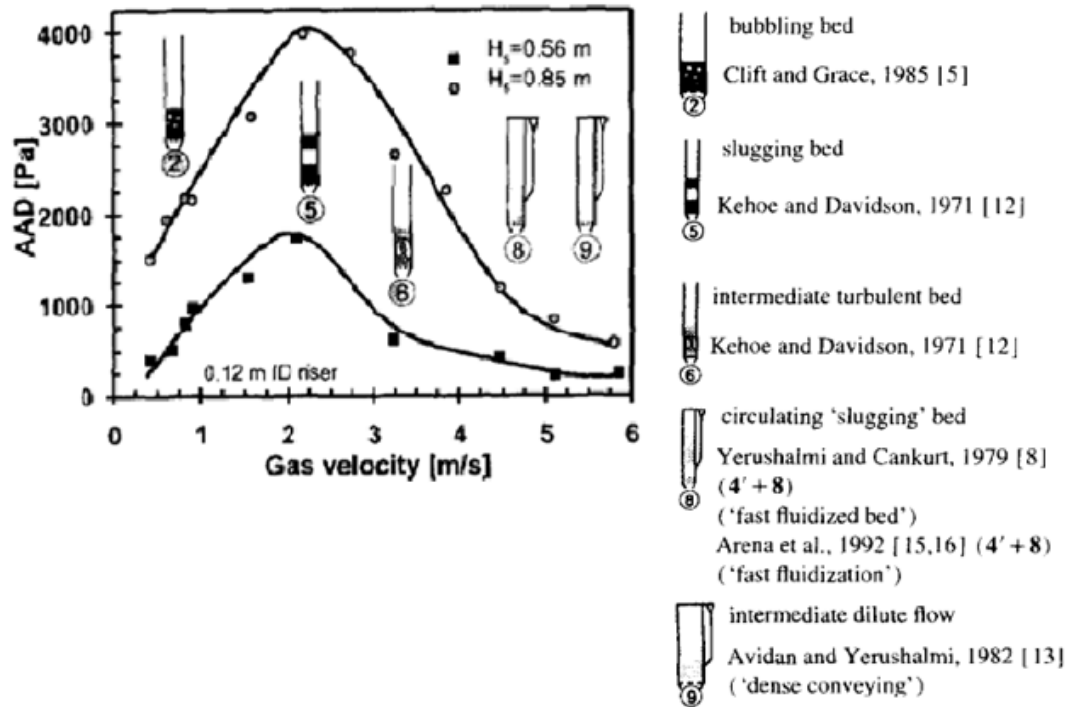 4000
3000
2000
1000
0
AAD [Pa]
H_s=0.56 m
H_s=0.85 m
②
⑤
⑥
⑧
⑨
0.12 m ID riser
0 1 2 3 4 5 6
Gas velocity [m/s]
bubbling bed
Clift and Grace, 1985 [5]
②
slugging bed
Kehoe and Davidson, 1971 [12]
⑤
intermediate turbulent bed
Kehoe and Davidson, 1971 [12]
⑥
circulating ‘slugging’ bed
Yerushalmi and Cankurt, 1979 [8]
(4′ + 8)
(‘fast fluidized bed’)
Arena et al., 1992 [15,16] (4′ + 8)
(‘fast fluidization’)
⑧
intermediate dilute flow
Avidan and Yerushalmi, 1982 [13]
(‘dense conveying’)
⑨